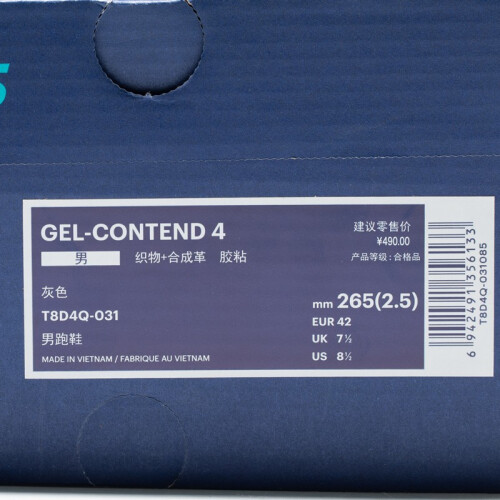 GEL-CONTEND 4
男 织物+合成革 胶粘
灰色
T8D4Q-031
男跑鞋
MADE IN VIETNAM / FABRIQUE AU VIETNAM
建议零售价
¥490.00
产品等级:合格品
mm 265(2.5)
EUR 42
UK 7½
US 8½
6 942491 356133
T8D4Q-031085